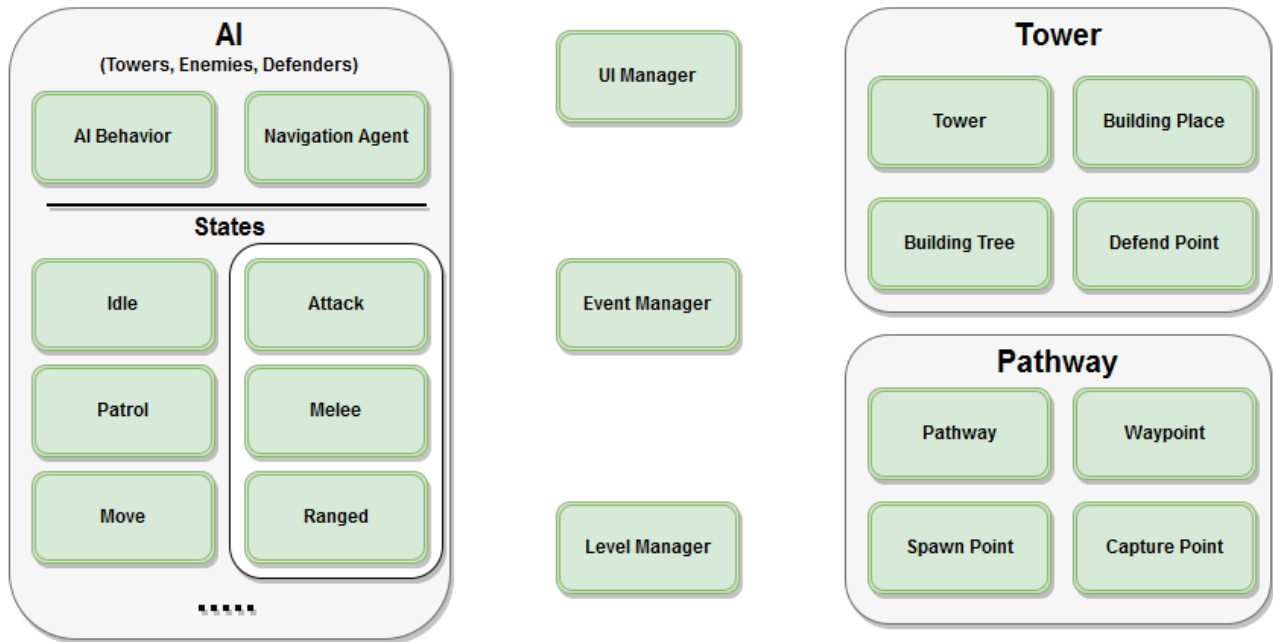 AI
(Towers, Enemies, Defenders)
AI Behavior
Navigation Agent
States
Idle
Attack
Patrol
Melee
Move
Ranged
.....
UI Manager
Event Manager
Level Manager
Tower
Tower
Building Place
Building Tree
Defend Point
Pathway
Pathway
Waypoint
Spawn Point
Capture Point